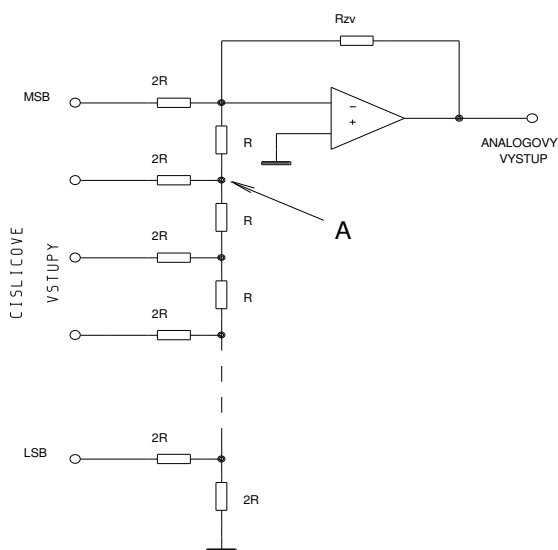 Rzv
2R
MSB
R
ANALOGOVY
VYSTUP
2R
A
R
2R
R
2R
CISLICOVE
VSTUPY
2R
LSB
2R